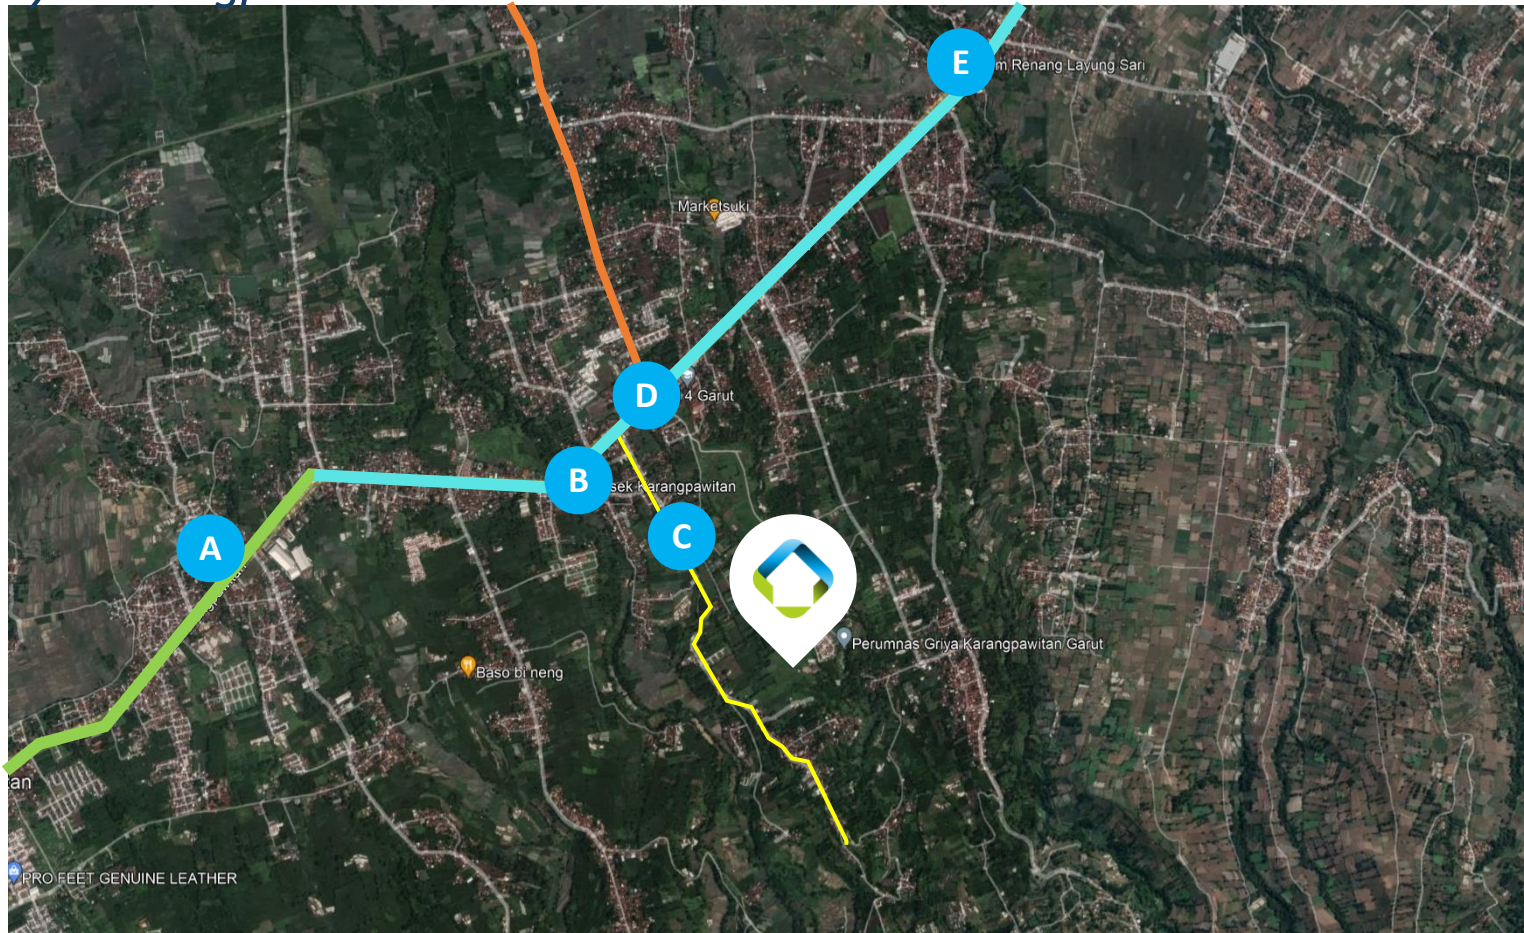 E
m Renang Layung Sari
Marketsuki
D
4 Garut
B
sek Karangpawitan
C
A
Perumnas Griya Karangpawitan Garut
Baso bi neng
tan
PRO FEET GENUINE LEATHER